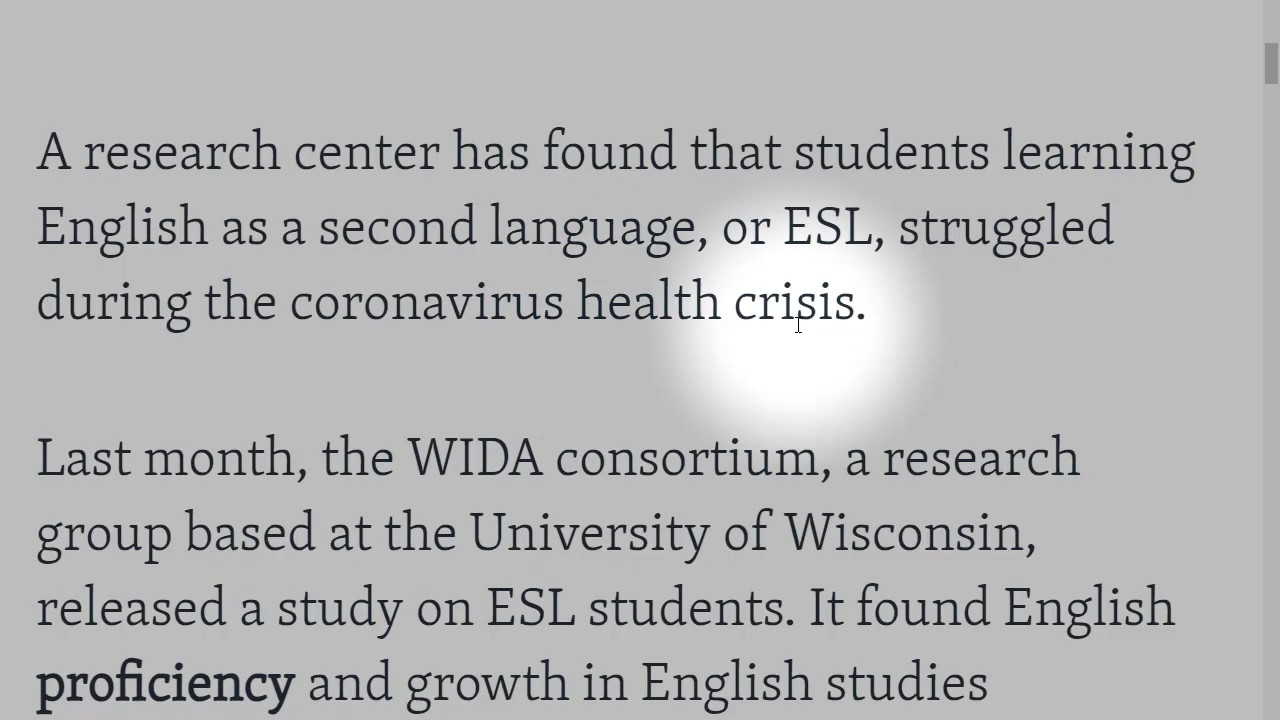 A research center has found that students learning
English as a second language, or ESL, struggled
during the coronavirus health crisis.
Last month, the WIDA consortium, a research
group based at the University of Wisconsin,
released a study on ESL students. It found English
proficiency and growth in English studies